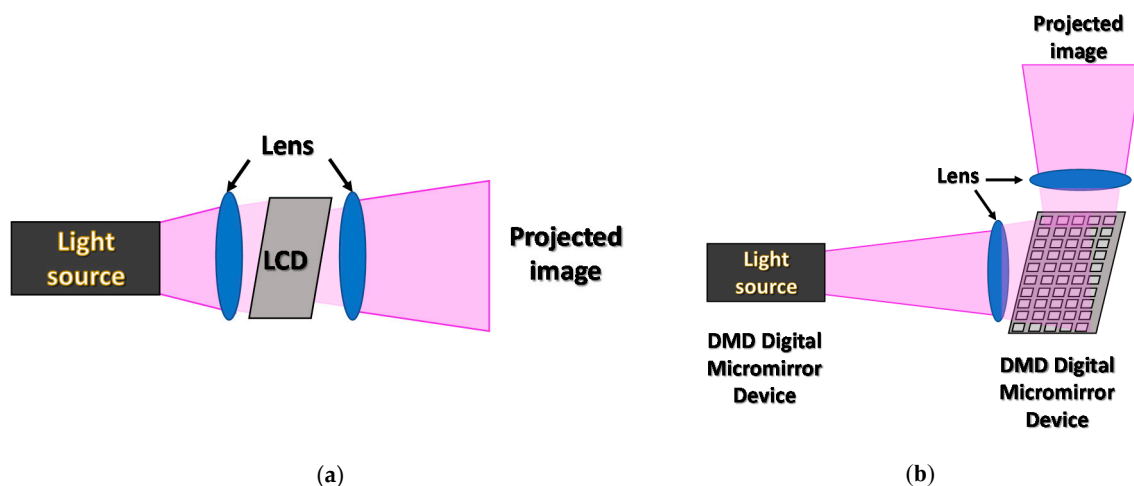 Lens
Light
source
LCD
Projected
image
(a)
Projected
image
Lens
Light
source
DMD Digital
Micromirror
Device
DMD Digital
Micromirror
Device
(b)